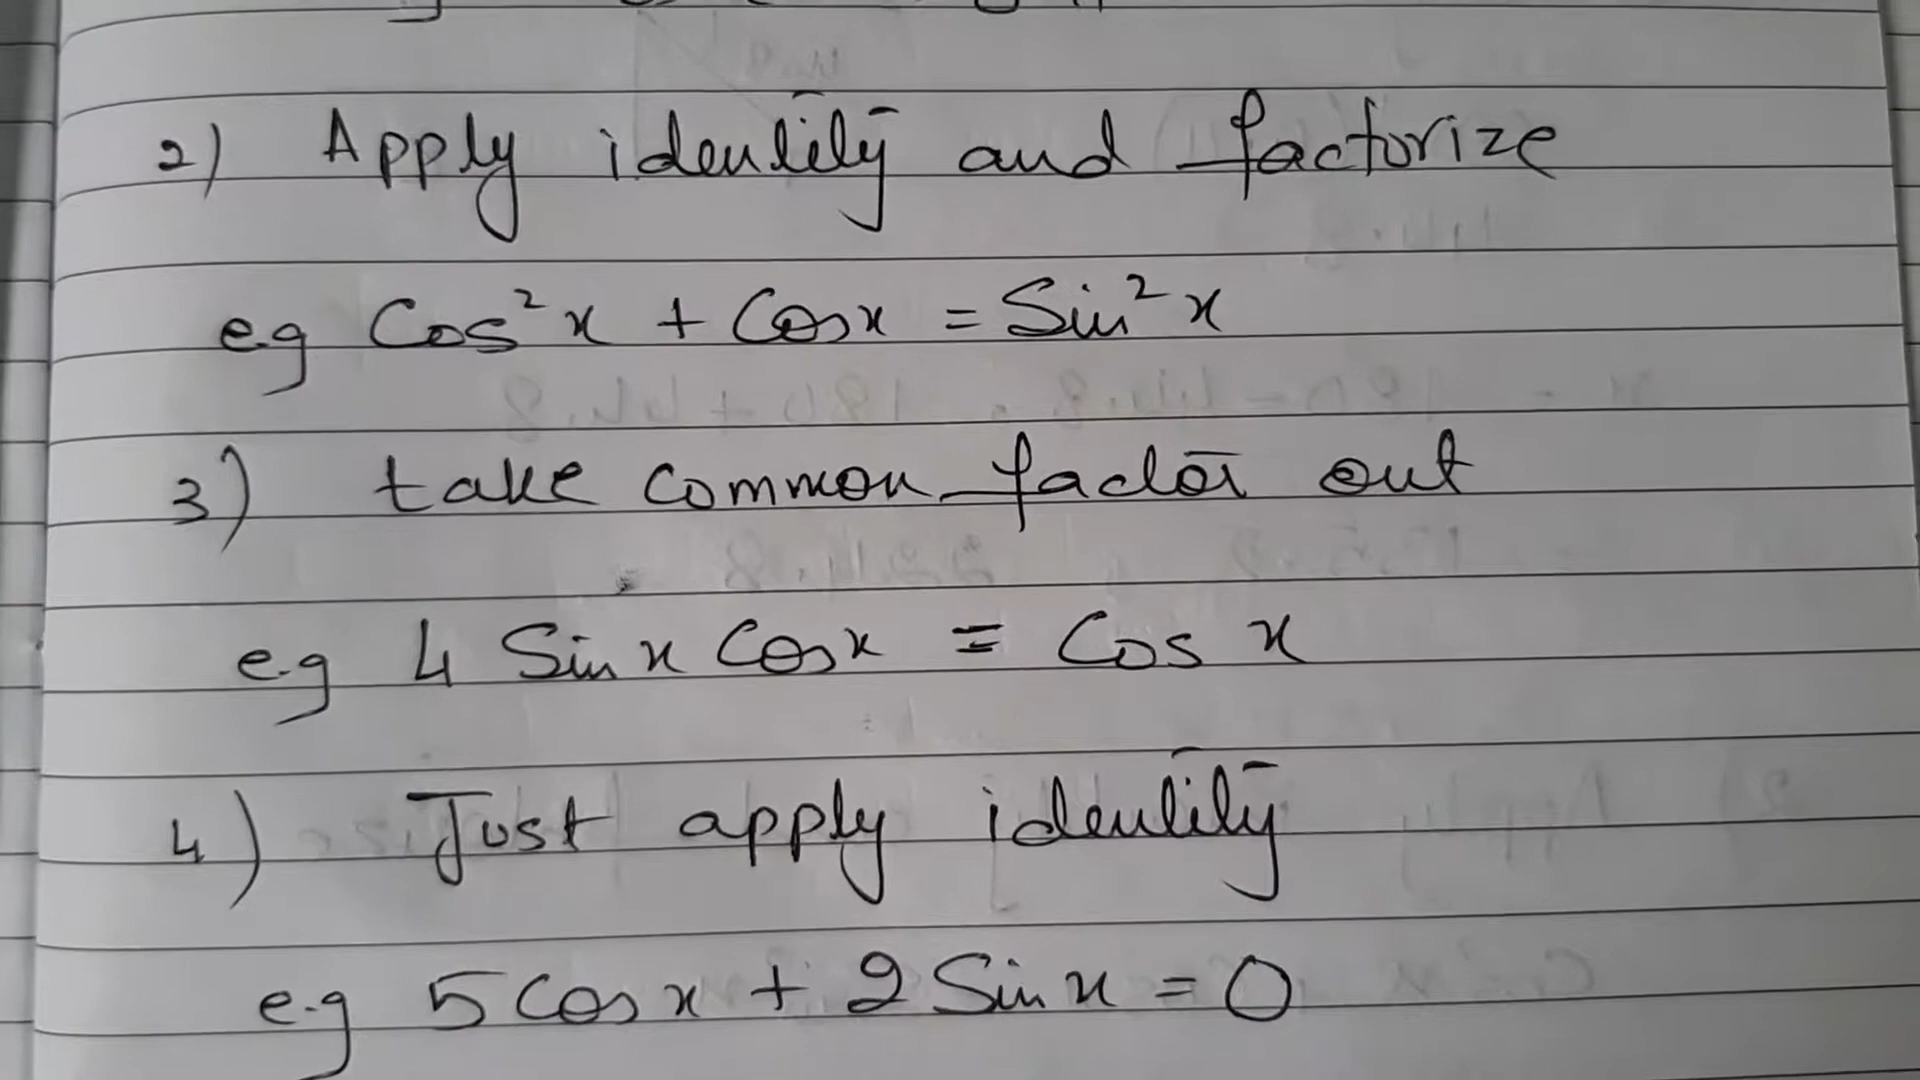 2) Apply identity and factorize
e.g Cos²x + Cosx = Sin²x
3) take common factor out
e.g 4 Sinx Cosx = Cos x
4) Just apply identity
e.g 5 Cosx + 2 Sinx = 0